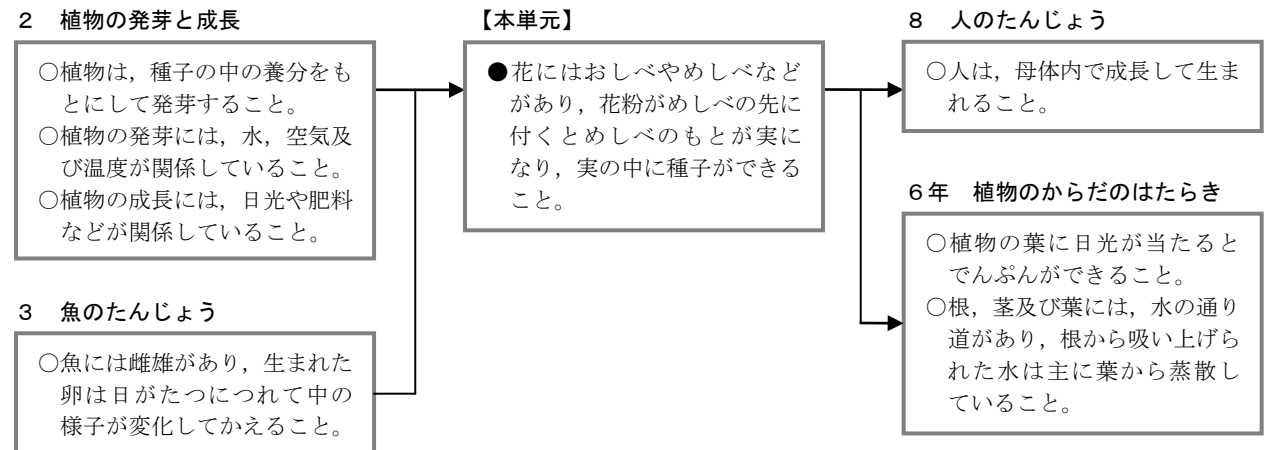 2　植物の発芽と成長
○植物は，種子の中の養分をも
とにして発芽すること。
○植物の発芽には，水，空気及
び温度が関係していること。
○植物の成長には，日光や肥料
などが関係していること。
3　魚のたんじょう
○魚には雌雄があり，生まれた
卵は日がたつにつれて中の
様子が変化してかえること。
【本単元】
●花にはおしべやめしべなど
があり，花粉がめしべの先に
付くとめしべのもとが実に
なり，実の中に種子ができる
こと。
8　人のたんじょう
○人は，母体内で成長して生ま
れること。
6年　植物のからだのはたらき
○植物の葉に日光が当たると
でんぷんができること。
○根，茎及び葉には，水の通り
道があり，根から吸い上げら
れた水は主に葉から蒸散し
ていること。